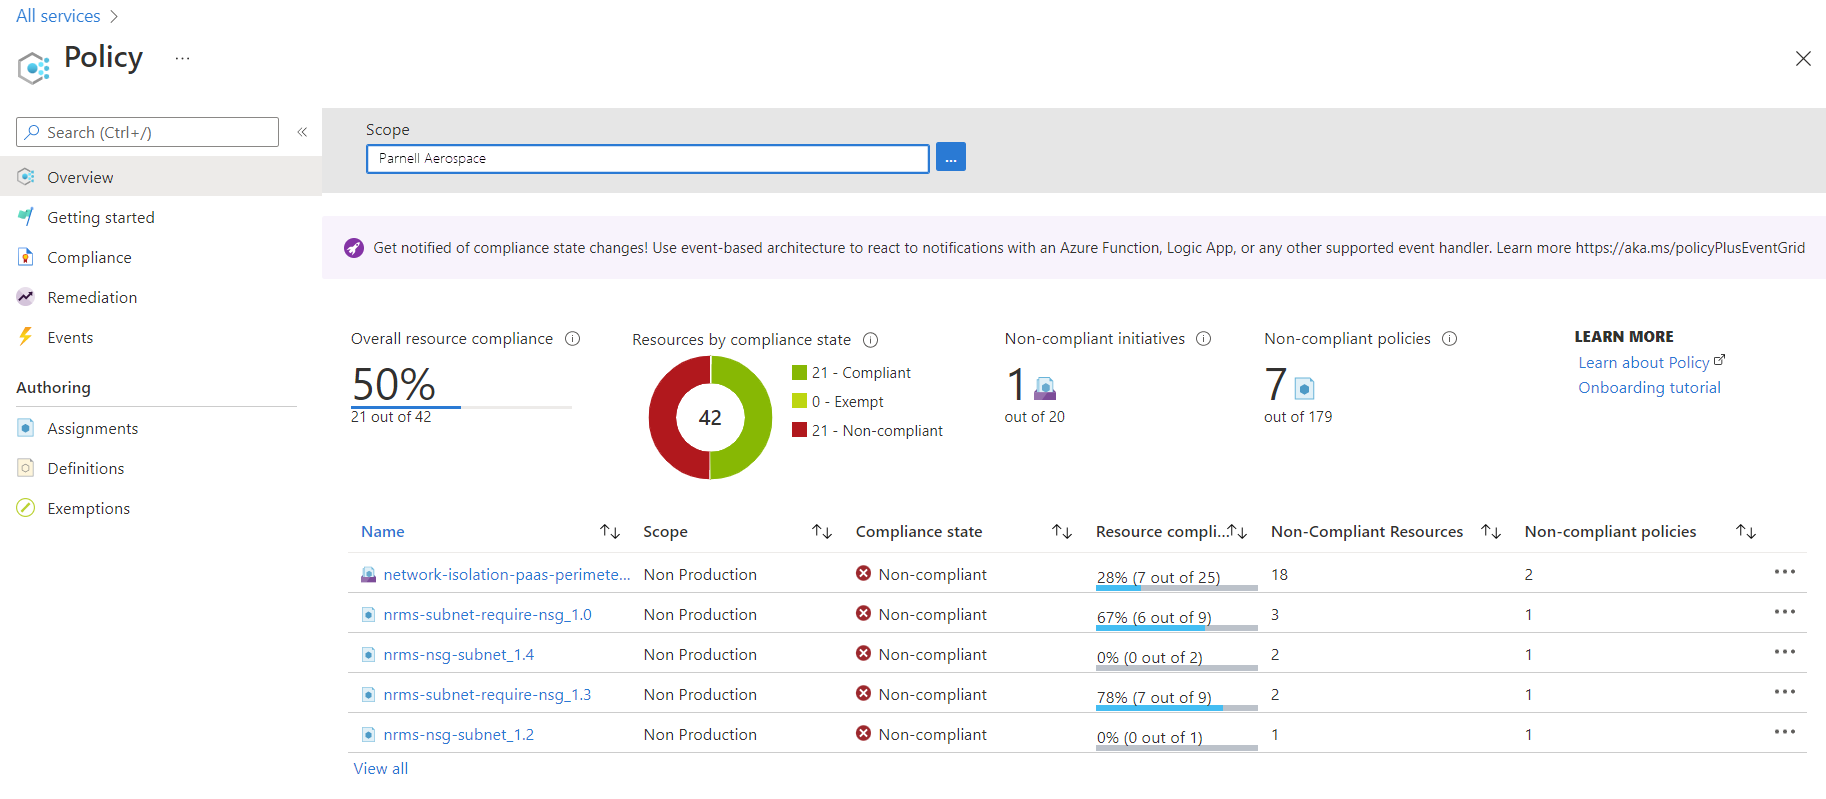 All services
Policy
Search (Ctrl+/)
Overview
Getting started
Compliance
Remediation
Events
Authoring
Assignments
Definitions
Exemptions
Scope
Parnell Aerospace
...
Get notified of compliance state changes! Use event-based architecture to react to notifications with an Azure Function, Logic App, or any other supported event handler. Learn more https://aka.ms/policyPlusEventGrid
Overall resource compliance
50%
21 out of 42
Resources by compliance state
42
21 - Compliant
0 - Exempt
21 - Non-compliant
Non-compliant initiatives
1
out of 20
Non-compliant policies
7
out of 179
LEARN MORE
Learn about Policy
Onboarding tutorial
Name Scope Compliance state Resource compli... Non-Compliant Resources Non-compliant policies
network-isolation-paas-perimete... Non Production Non-compliant 28% (7 out of 25) 18 2
nrms-subnet-require-nsg_1.0 Non Production Non-compliant 67% (6 out of 9) 3 1
nrms-nsg-subnet_1.4 Non Production Non-compliant 0% (0 out of 2) 2 1
nrms-subnet-require-nsg_1.3 Non Production Non-compliant 78% (7 out of 9) 2 1
nrms-nsg-subnet_1.2 Non Production Non-compliant 0% (0 out of 1) 1 1
View all